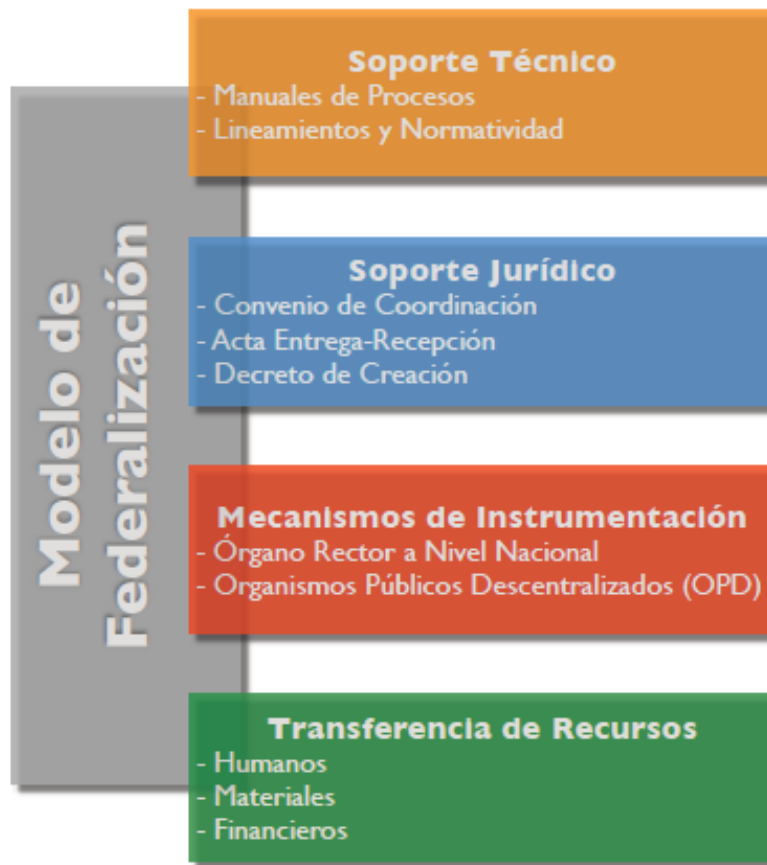 Modelo de
Federalización
Soporte Técnico
- Manuales de Procesos
- Lineamientos y Normatividad
Soporte Jurídico
- Convenio de Coordinación
- Acta Entrega-Recepción
- Decreto de Creación
Mecanismos de Instrumentación
- Órgano Rector a Nivel Nacional
- Organismos Públicos Descentralizados (OPD)
Transferencia de Recursos
- Humanos
- Materiales
- Financieros